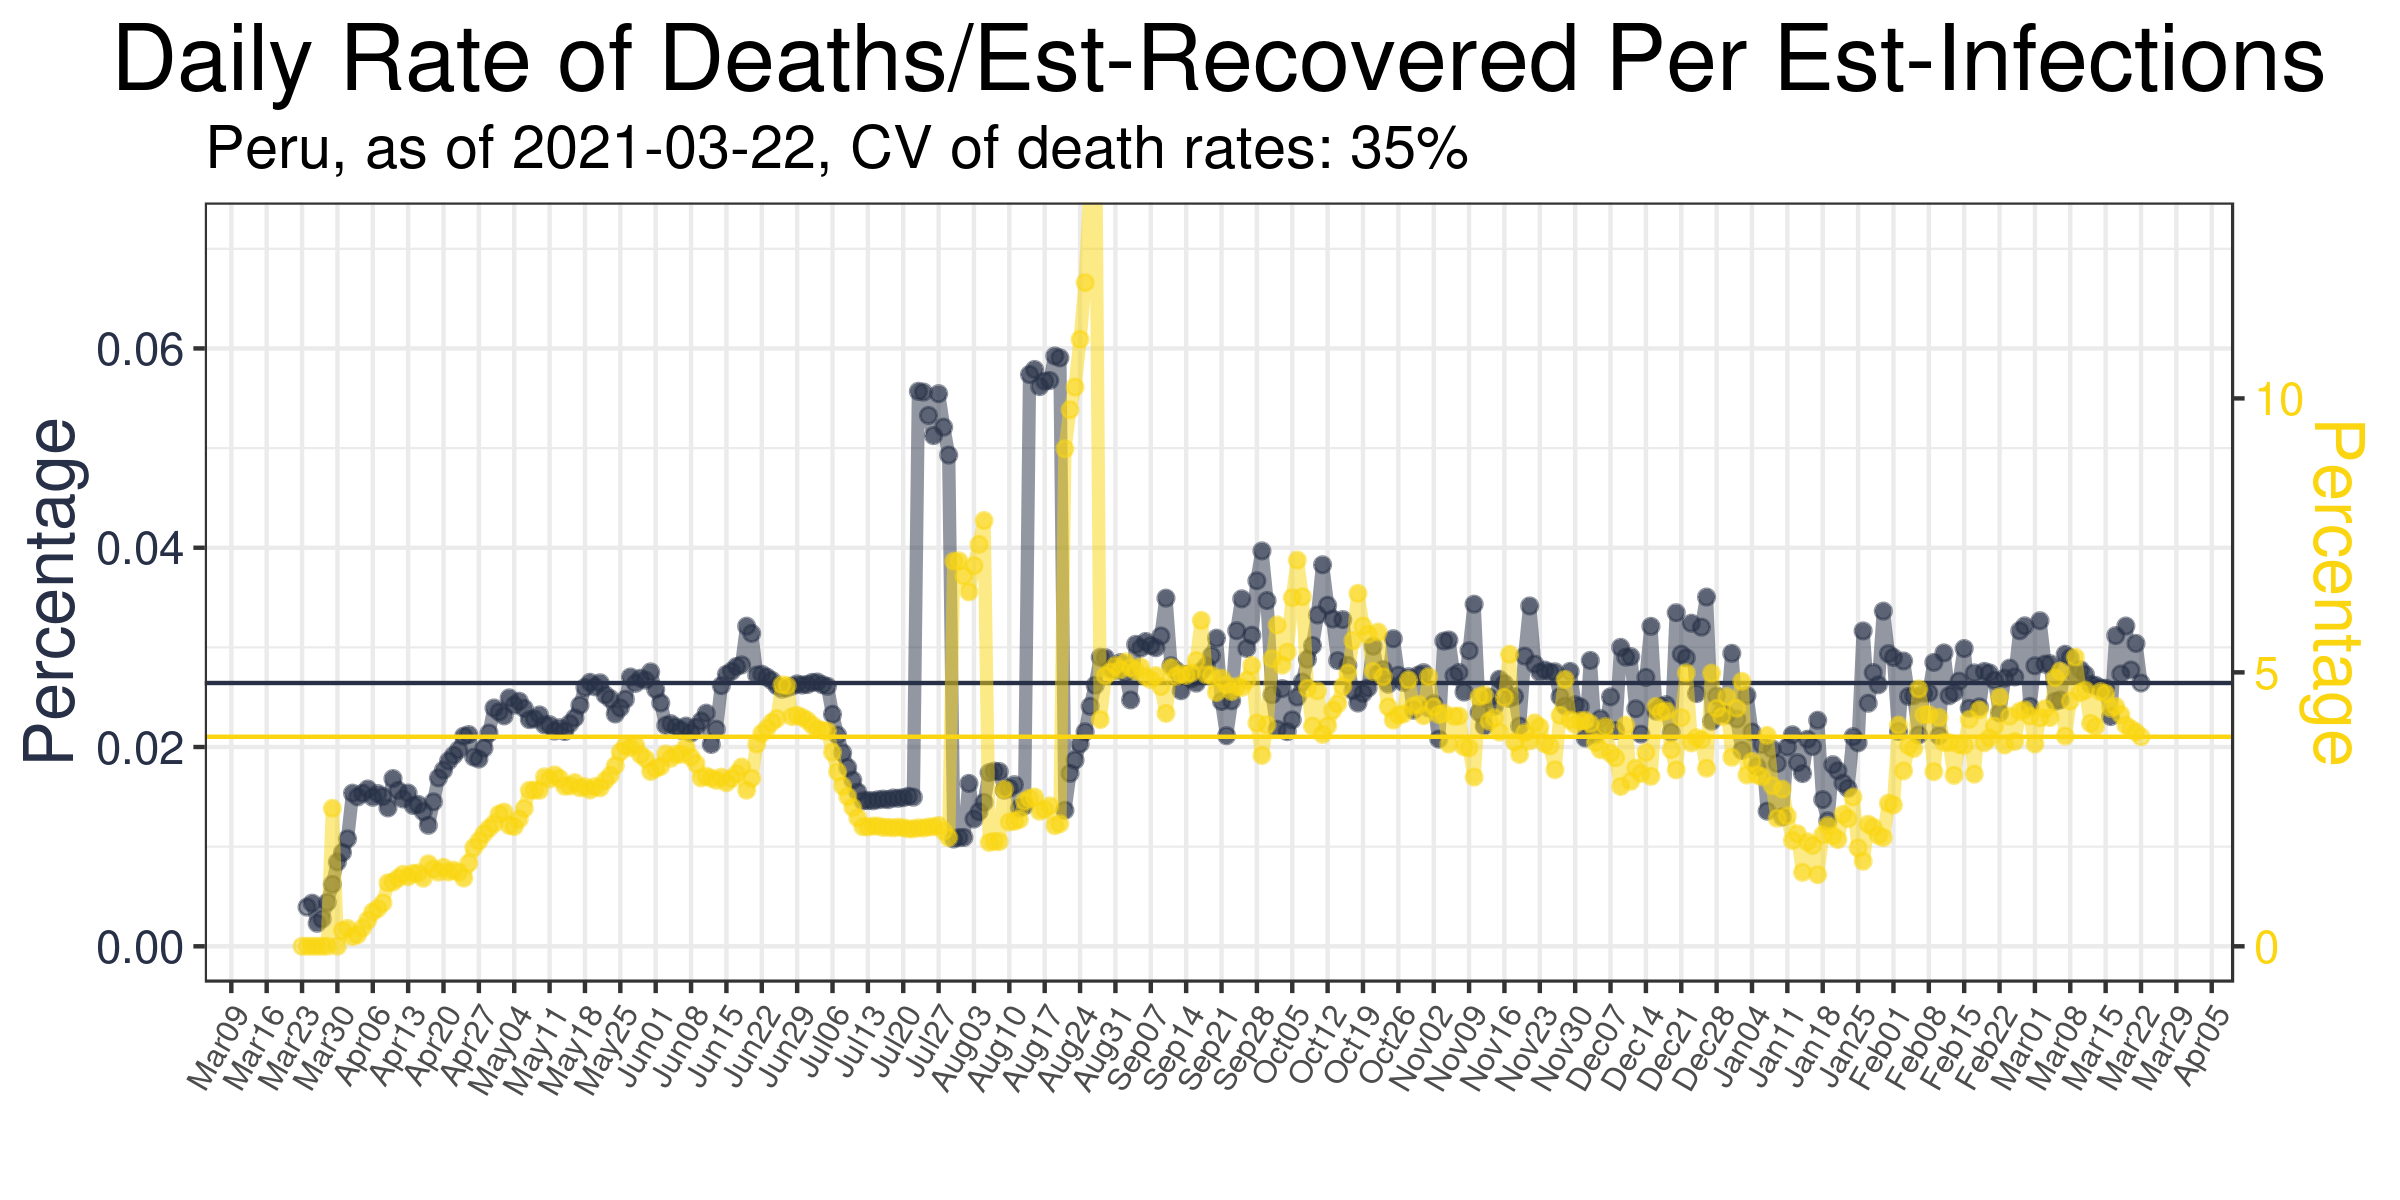 Daily Rate of Deaths/Est-Recovered Per Est-Infections
Peru, as of 2021-03-22, CV of death rates: 35%
Percentage
0.06
0.04
0.02
0.00
10
5
0
Percentage
Mar09
Mar16
Mar23
Mar30
Apr06
Apr13
Apr20
Apr27
May04
May11
May18
May25
Jun01
Jun08
Jun15
Jun22
Jun29
Jul06
Jul13
Jul20
Jul27
Aug03
Aug10
Aug17
Aug24
Aug31
Sep07
Sep14
Sep21
Sep28
Oct05
Oct12
Oct19
Oct26
Nov02
Nov09
Nov16
Nov23
Nov30
Dec07
Dec14
Dec21
Dec28
Jan04
Jan11
Jan18
Jan25
Feb01
Feb08
Feb15
Feb22
Mar01
Mar08
Mar15
Mar22
Mar29
Apr05